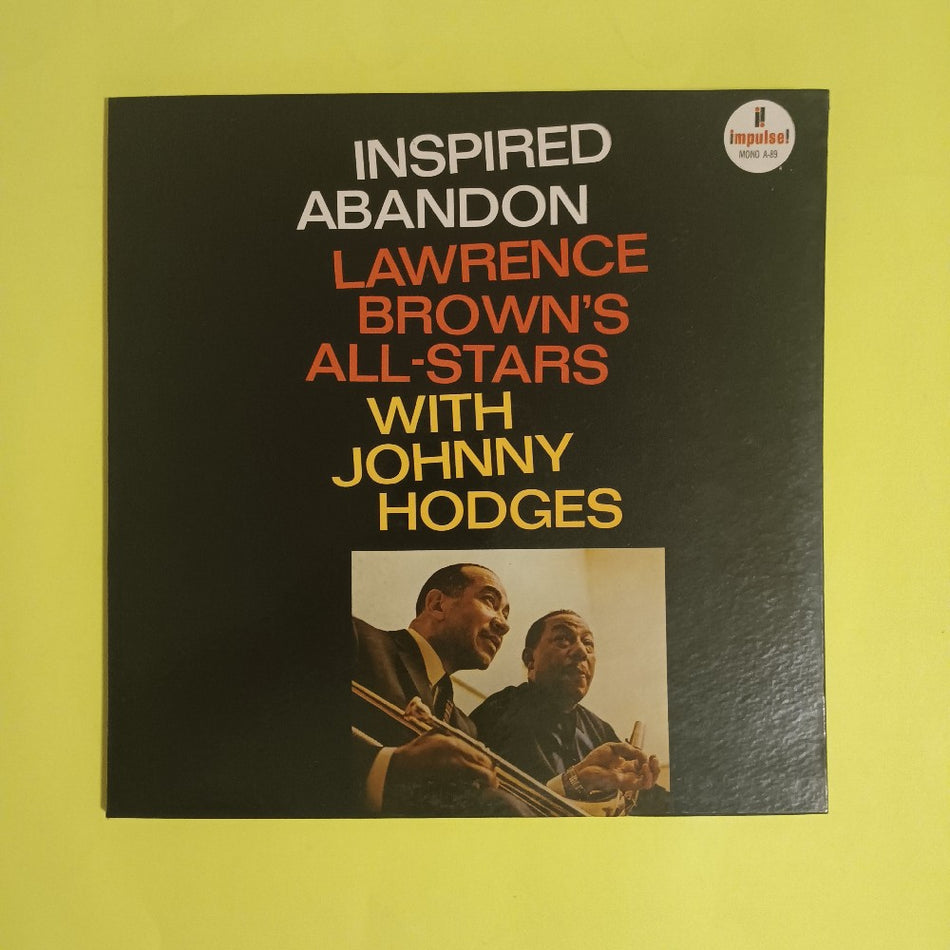 INSPIRED
ABANDON
LAWRENCE
BROWN'S
ALL-STARS
WITH
JOHNNY
HODGES
i!
impulse!
MONO A-89